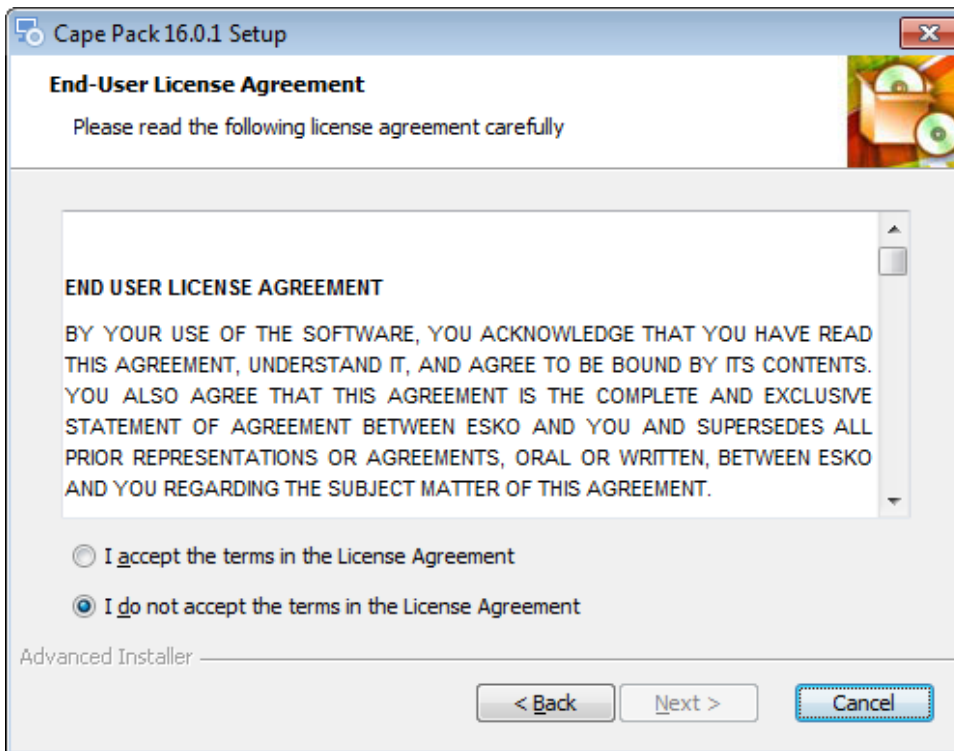 Cape Pack 16.0.1 Setup
End-User License Agreement
Please read the following license agreement carefully
END USER LICENSE AGREEMENT
BY YOUR USE OF THE SOFTWARE, YOU ACKNOWLEDGE THAT YOU HAVE READ
THIS AGREEMENT, UNDERSTAND IT, AND AGREE TO BE BOUND BY ITS CONTENTS.
YOU ALSO AGREE THAT THIS AGREEMENT IS THE COMPLETE AND EXCLUSIVE
STATEMENT OF AGREEMENT BETWEEN ESKO AND YOU AND SUPERSEDES ALL
PRIOR REPRESENTATIONS OR AGREEMENTS, ORAL OR WRITTEN, BETWEEN ESKO
AND YOU REGARDING THE SUBJECT MATTER OF THIS AGREEMENT.
I accept the terms in the License Agreement
I do not accept the terms in the License Agreement
Advanced Installer
< Back Next > Cancel